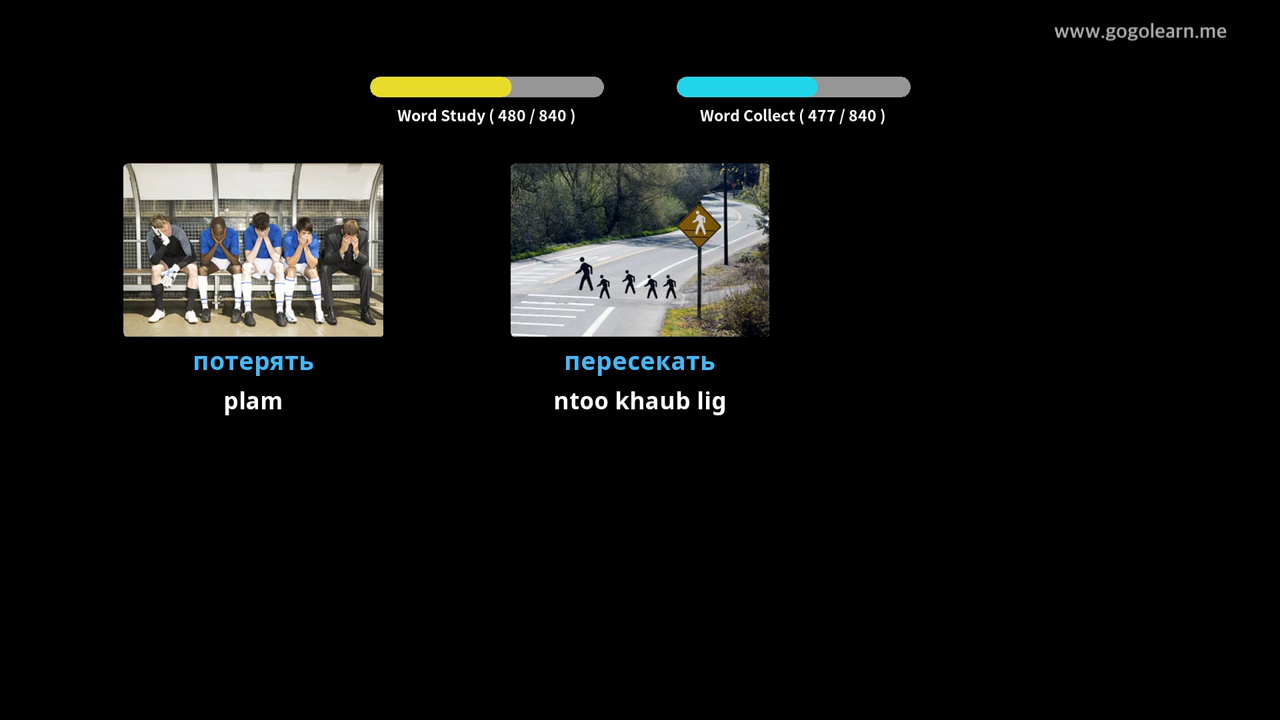 www.gogolearn.me
Word Study ( 480 / 840 )
Word Collect ( 477 / 840 )
потерять
plam
пересекать
ntoo khaub lig